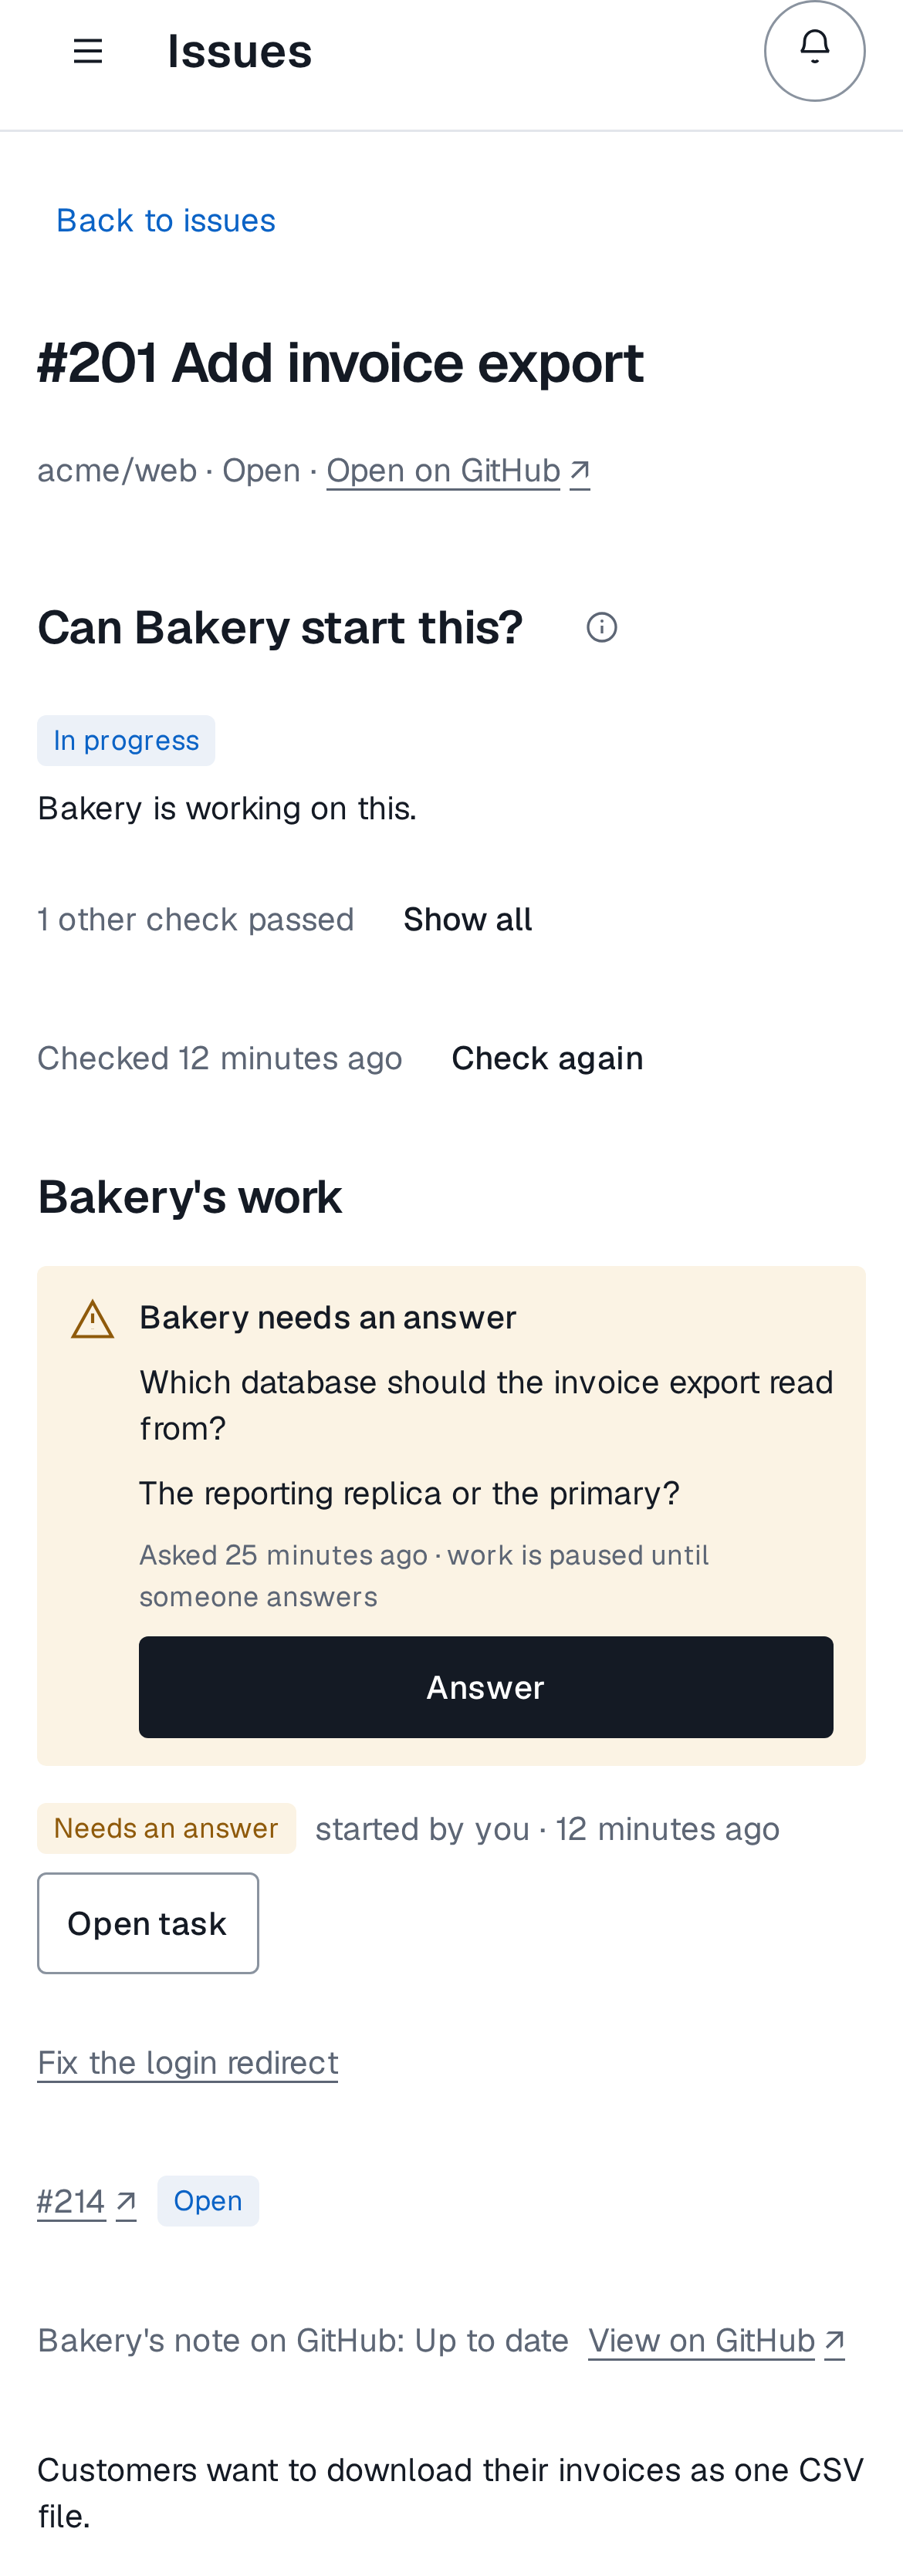 Issues
Back to issues
#201 Add invoice export
acme/web · Open · Open on GitHub ↗
Can Bakery start this?
In progress
Bakery is working on this.
1 other check passed Show all
Checked 12 minutes ago Check again
Bakery's work
Bakery needs an answer
Which database should the invoice export read
from?
The reporting replica or the primary?
Asked 25 minutes ago · work is paused until
someone answers
Answer
Needs an answer started by you · 12 minutes ago
Open task
Fix the login redirect
#214 ↗ Open
Bakery's note on GitHub: Up to date View on GitHub ↗
Customers want to download their invoices as one CSV
file.